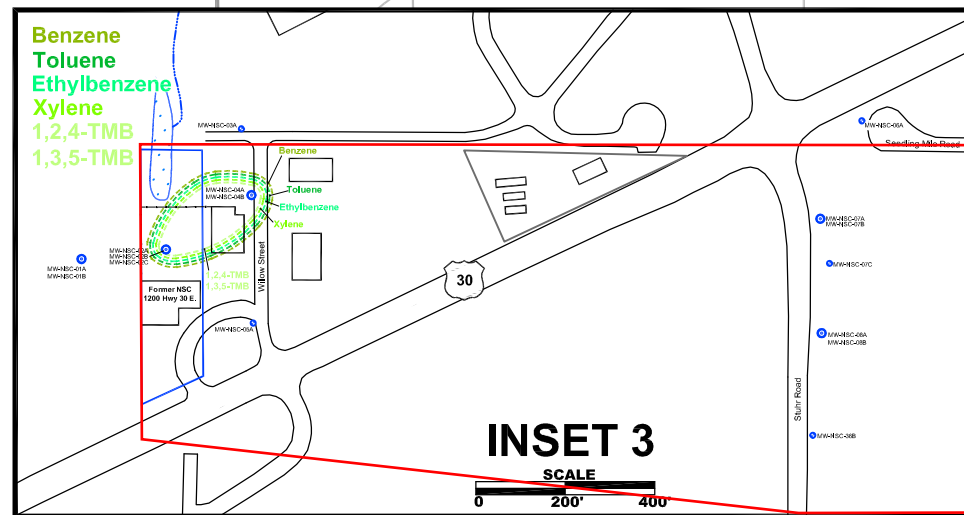 Benzene
Toluene
Ethylbenzene
Xylene
1,2,4-TMB
1,3,5-TMB
MW-NSC-03A
MW-NSC-06A
Seedling Mile Road
Benzene
Toluene
Ethylbenzene
Xylene
MW-NSC-04A
MW-NSC-04B
MW-NSC-07A
MW-NSC-07B
MW-NSC-02A
MW-NSC-02B
MW-NSC-02C
MW-NSC-01A
MW-NSC-01B
MW-NSC-07C
1,2,4-TMB
1,3,5-TMB
Willow Street
30
Former NSC
1200 Hwy 30 E.
MW-NSC-05A
MW-NSC-08A
MW-NSC-08B
Stuhr Road
MW-NSC-36B
INSET 3
SCALE
0 200' 400'